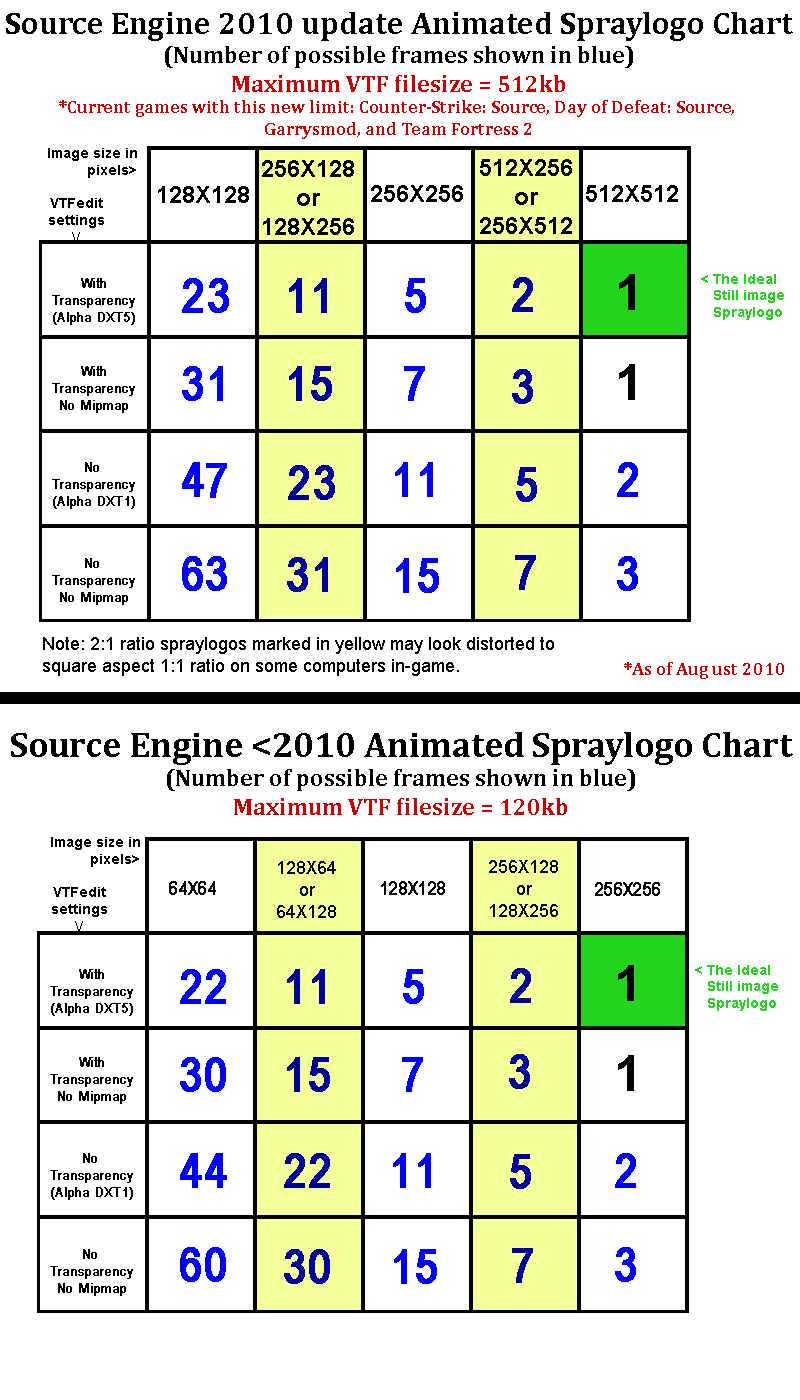 Source Engine 2010 update Animated Spraylogo Chart
(Number of possible frames shown in blue)
Maximum VTF filesize = 512kb
*Current games with this new limit: Counter-Strike: Source, Day of Defeat: Source,
Garrysmod, and Team Fortress 2
Image size in
pixels>
VTFedit
settings
\/
128X128
256X128
or
128X256
256X256
512X256
or
256X512
512X512
With
Transparency
(Alpha DXT5)
23
11
5
2
1
< The Ideal
Still image
Spraylogo
With
Transparency
No Mipmap
31
15
7
3
1
No
Transparency
(Alpha DXT1)
47
23
11
5
2
No
Transparency
No Mipmap
63
31
15
7
3
Note: 2:1 ratio spraylogos marked in yellow may look distorted to
square aspect 1:1 ratio on some computers in-game.
*As of August 2010
Source Engine <2010 Animated Spraylogo Chart
(Number of possible frames shown in blue)
Maximum VTF filesize = 120kb
Image size in
pixels>
VTFedit
settings
\/
64X64
128X64
or
64X128
128X128
256X128
or
128X256
256X256
With
Transparency
(Alpha DXT5)
22
11
5
2
1
< The Ideal
Still image
Spraylogo
With
Transparency
No Mipmap
30
15
7
3
1
No
Transparency
(Alpha DXT1)
44
22
11
5
2
No
Transparency
No Mipmap
60
30
15
7
3